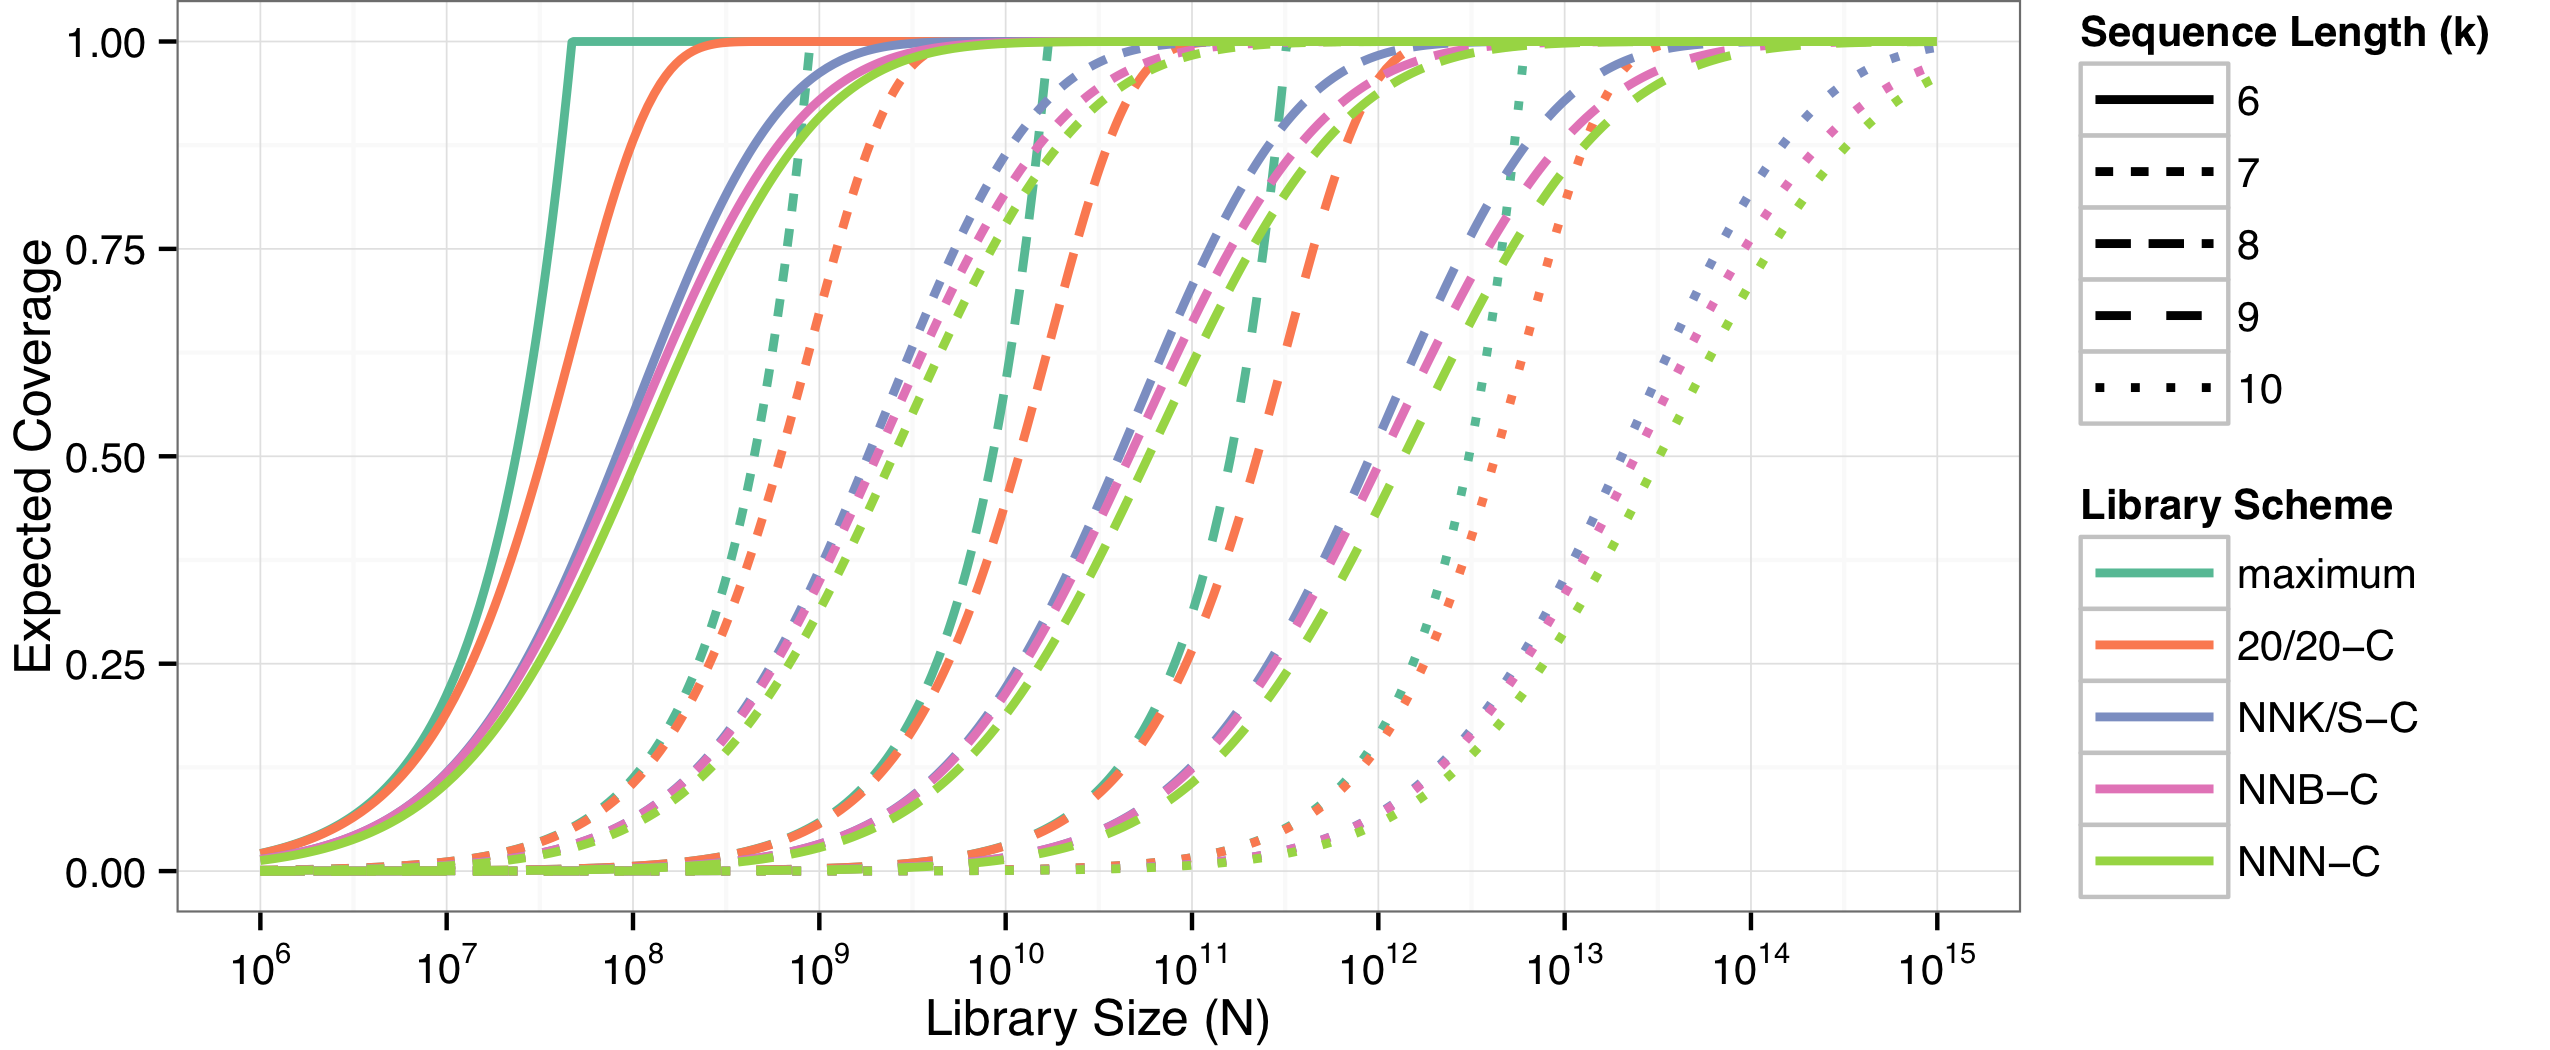 1.00
0.75
0.50
0.25
0.00
Expected Coverage
10^6 10^7 10^8 10^9 10^10 10^11 10^12 10^13 10^14 10^15
Library Size (N)
Sequence Length (k)
6
7
8
9
10
Library Scheme
maximum
20/20−C
NNK/S−C
NNB−C
NNN−C